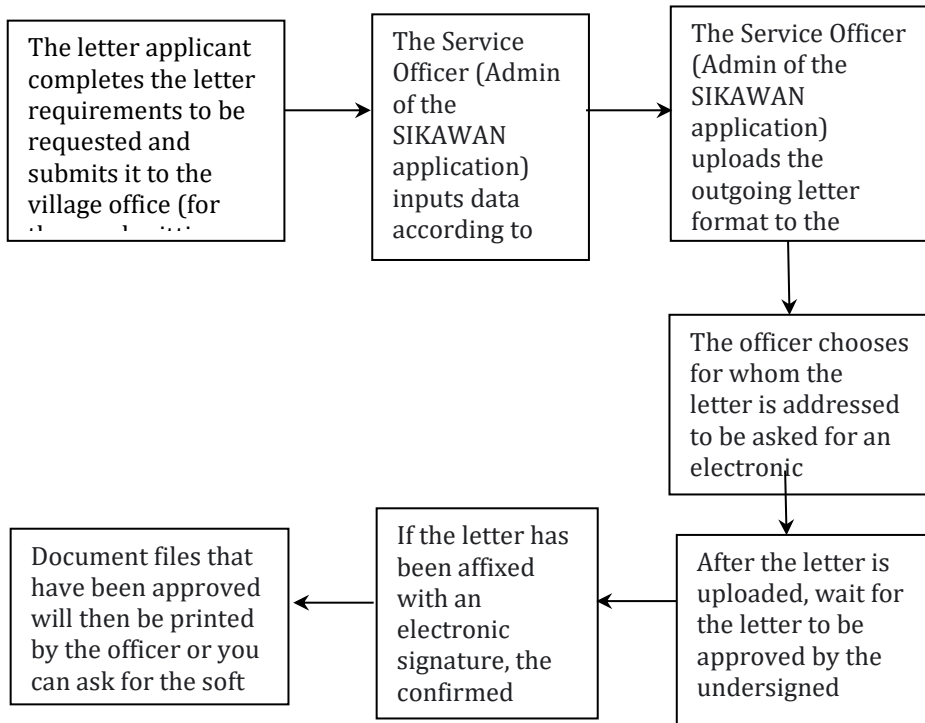 The letter applicant
completes the letter
requirements to be
requested and
submits it to the
village office (for
The Service
Officer (Admin
of the
SIKAWAN
application)
inputs data
according to
The Service Officer
(Admin of the
SIKAWAN
application)
uploads the
outgoing letter
format to the
The officer chooses
for whom the
letter is addressed
to be asked for an
electronic
After the letter is
uploaded, wait for
the letter to be
approved by the
undersigned
If the letter has
been affixed
with an
electronic
signature, the
confirmed
Document files that
have been approved
will then be printed
by the officer or you
can ask for the soft